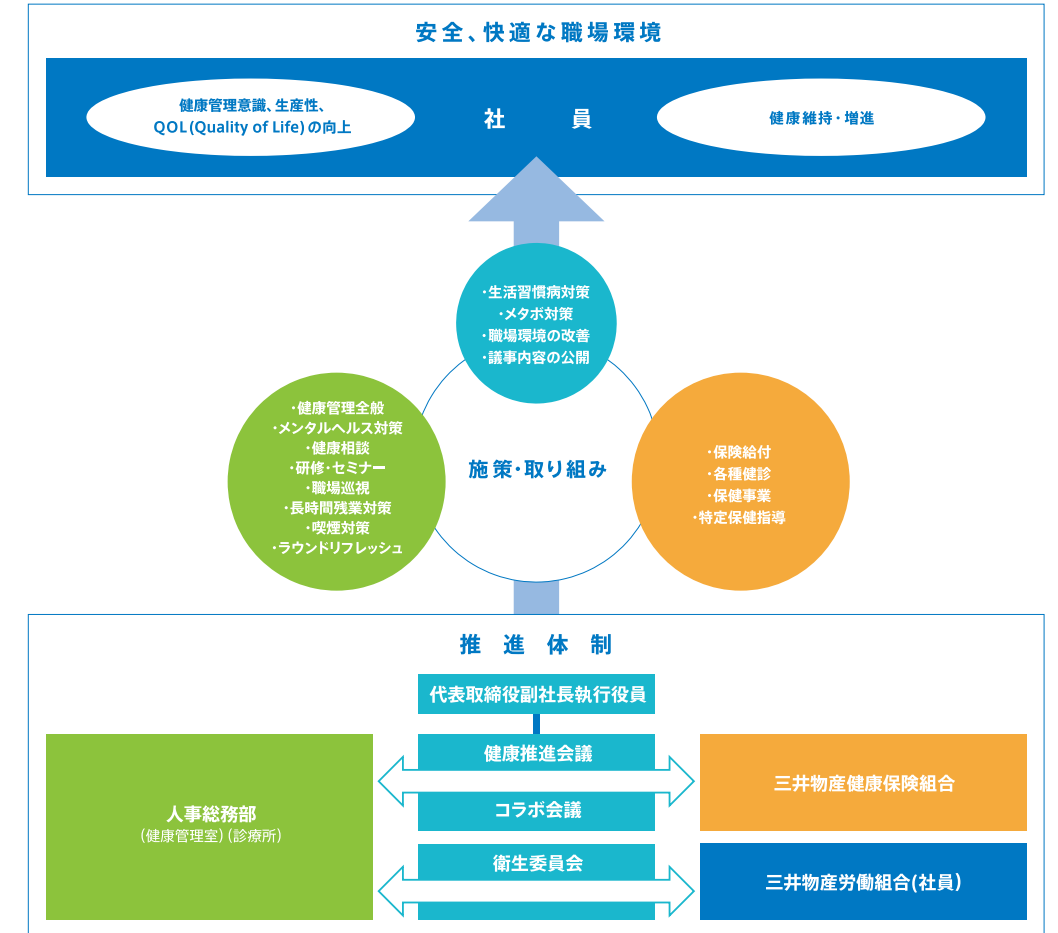 安全、快適な職場環境
健康管理意識、生産性、
QOL(Quality of Life)の向上
社員
健康維持・増進
・生活習慣病対策
・メタボ対策
・職場環境の改善
・議事内容の公開
・健康管理全般
・メンタルヘルス対策
・健康相談
・研修・セミナー
・職場巡視
・長時間残業対策
・喫煙対策
・ラウンドリフレッシュ
施策・取り組み
・保険給付
・各種健診
・保健事業
・特定保健指導
推進体制
代表取締役副社長執行役員
健康推進会議
コラボ会議
衛生委員会
人事総務部
(健康管理室)(診療所)
三井物産健康保険組合
三井物産労働組合(社員)